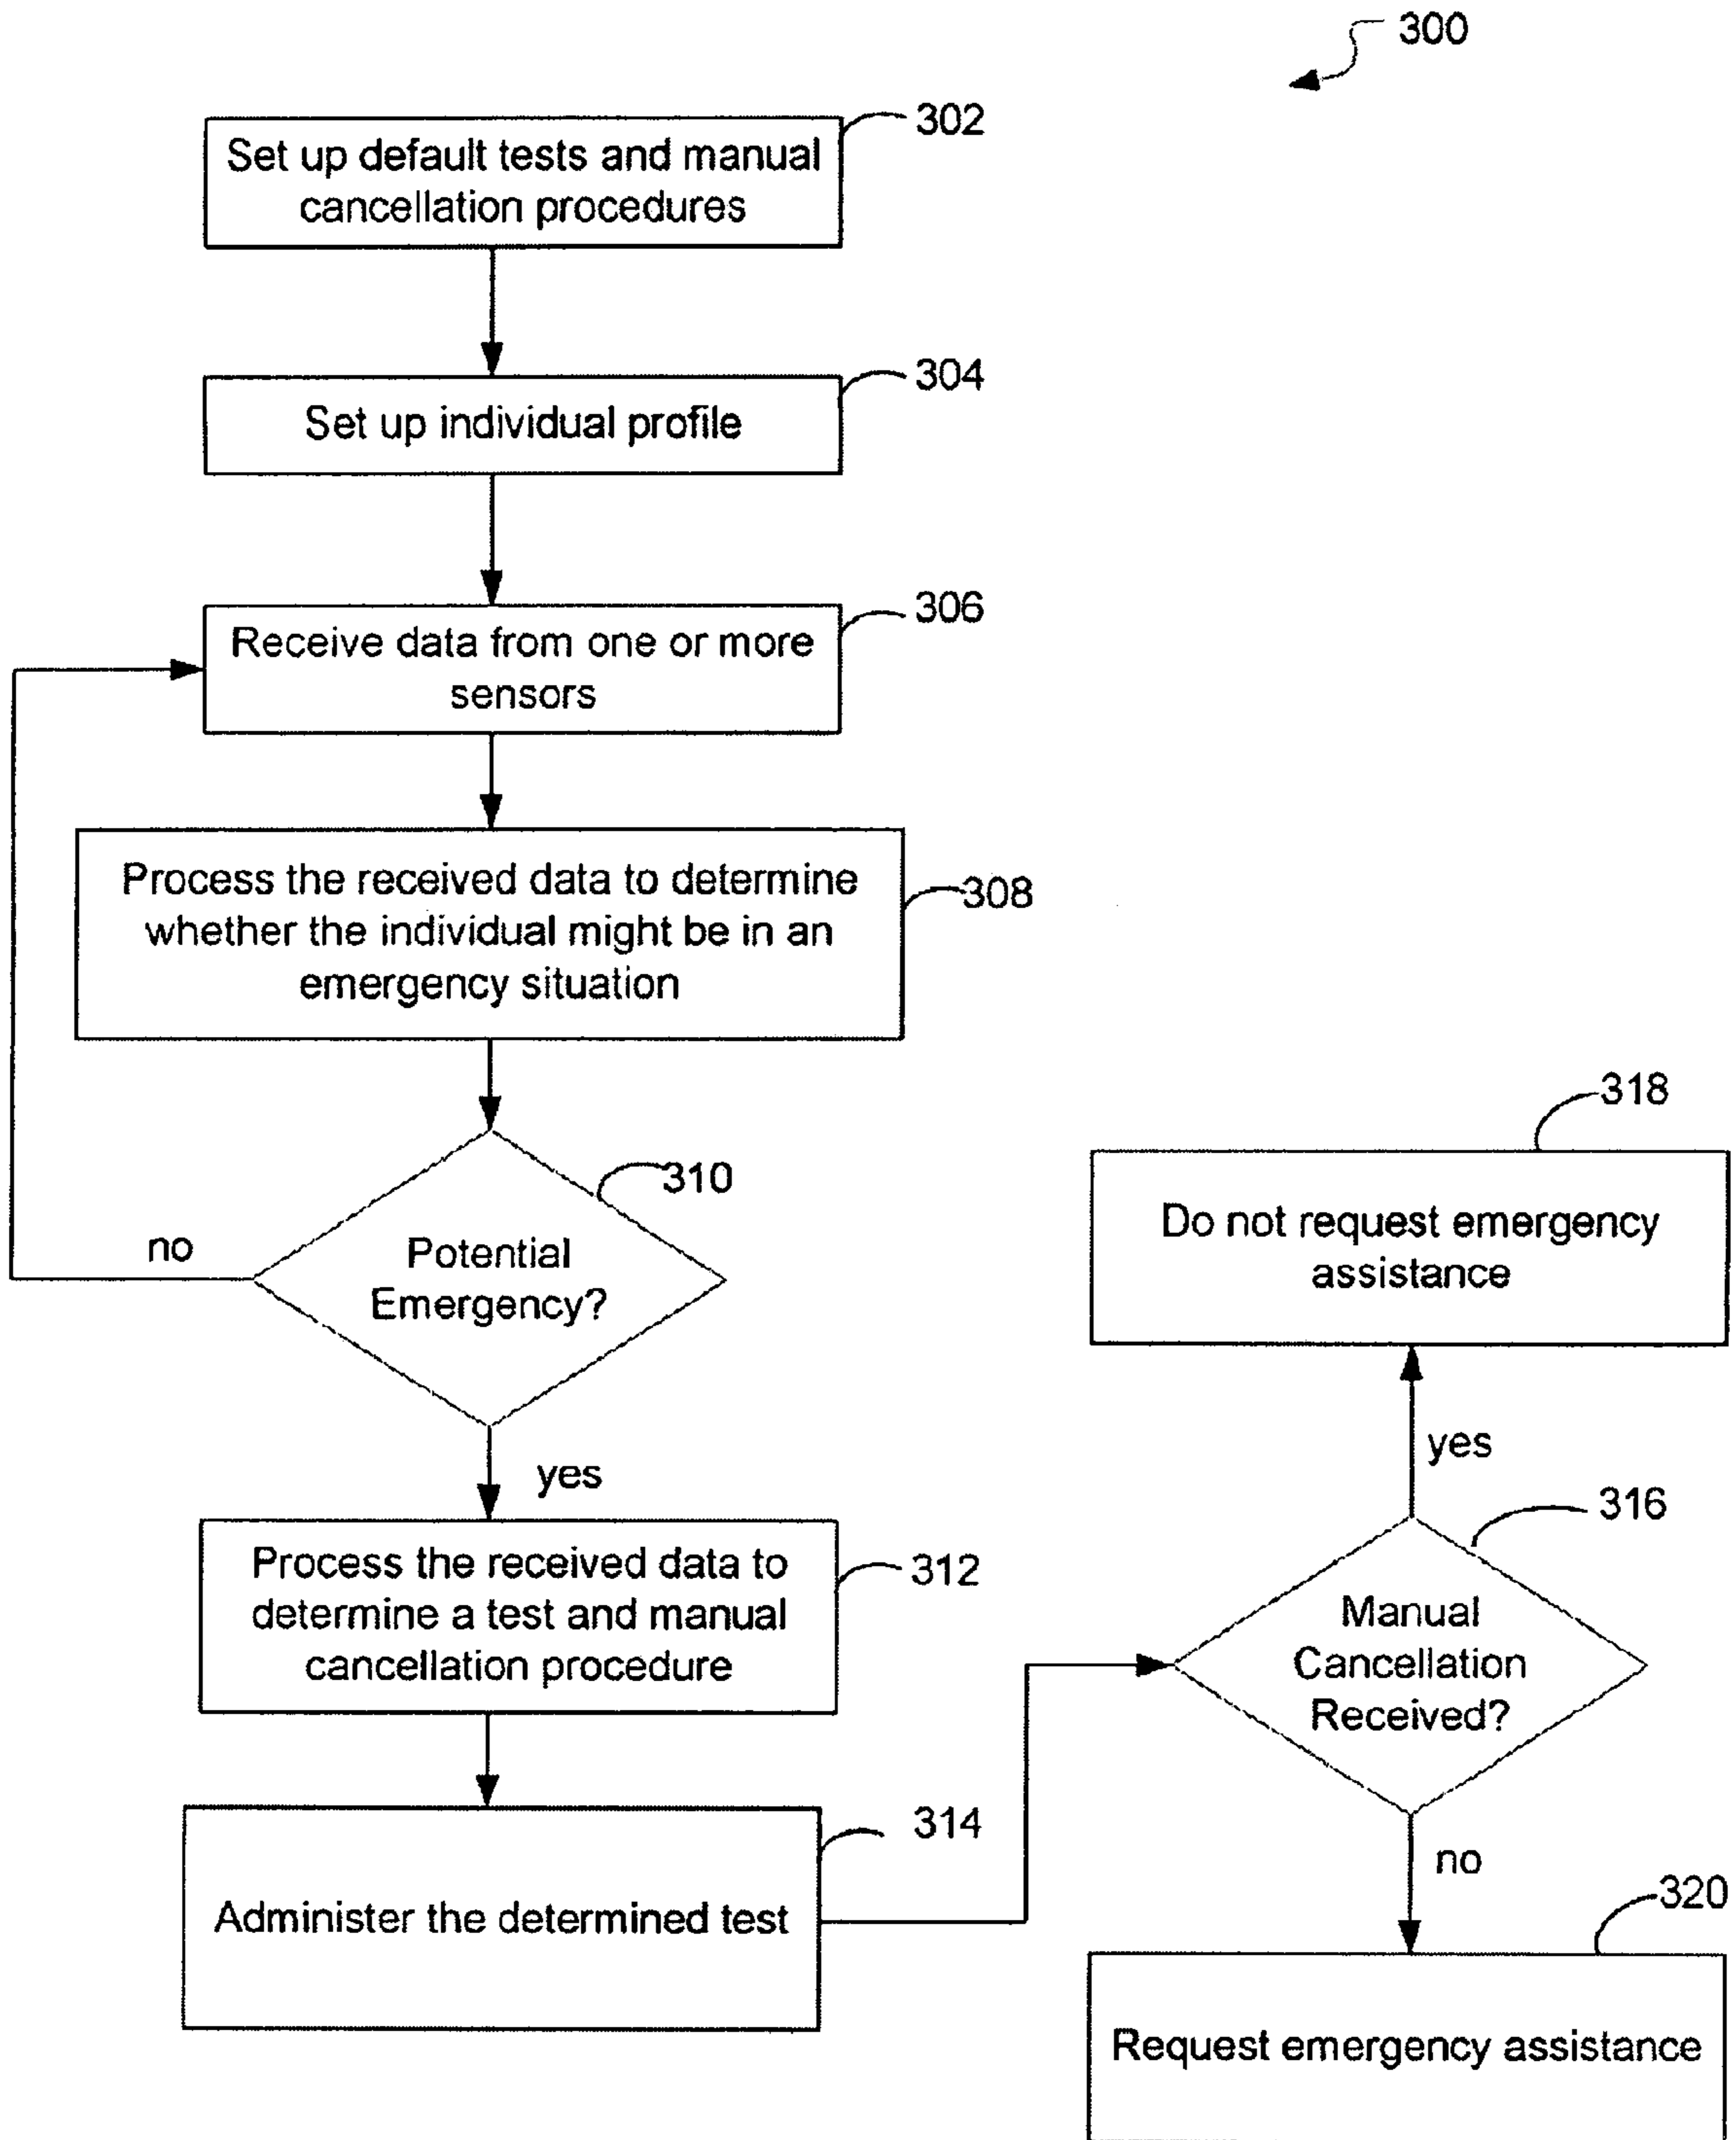 300
302
Set up default tests and manual
cancellation procedures
304
Set up individual profile
306
Receive data from one or more
sensors
308
Process the received data to determine
whether the individual might be in an
emergency situation
310
Potential
Emergency?
no
yes
312
Process the received data to
determine a test and manual
cancellation procedure
314
Administer the determined test
318
Do not request emergency
assistance
yes
316
Manual
Cancellation
Received?
no
320
Request emergency assistance